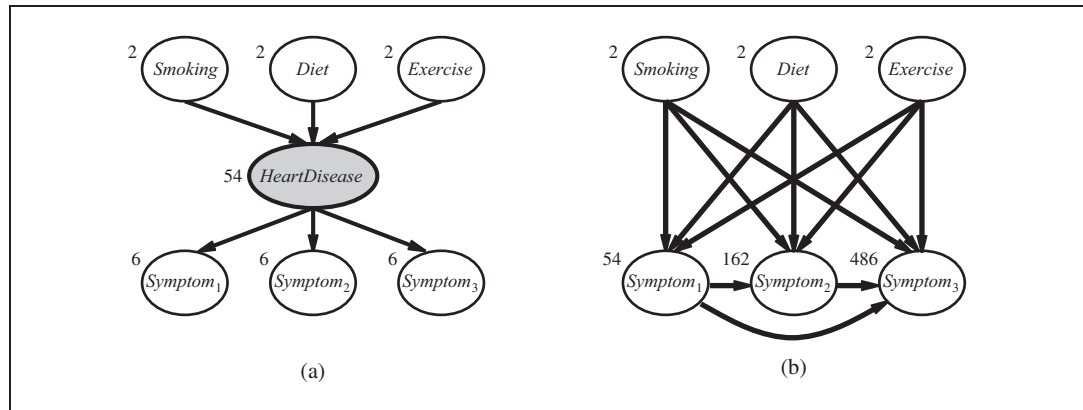 2 Smoking 2 Diet 2 Exercise
54 HeartDisease
6 Symptom1 6 Symptom2 6 Symptom3
(a)
2 Smoking 2 Diet 2 Exercise
54 Symptom1 162 Symptom2 486 Symptom3
(b)